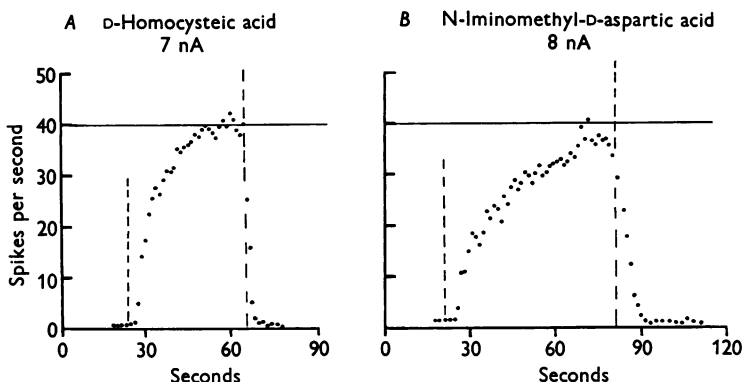 A D-Homocysteic acid
7 nA
B N-Iminomethyl-D-aspartic acid
8 nA
Spikes per second
50
40
30
20
10
0
0 30 60 90
Seconds
0 30 60 90 120
Seconds